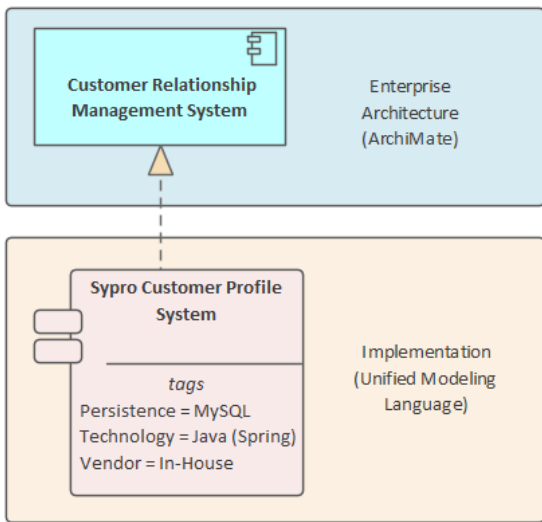 Customer Relationship
Management System
Enterprise
Architecture
(ArchiMate)
Sypro Customer Profile
System
tags
Persistence = MySQL
Technology = Java (Spring)
Vendor = In-House
Implementation
(Unified Modeling
Language)